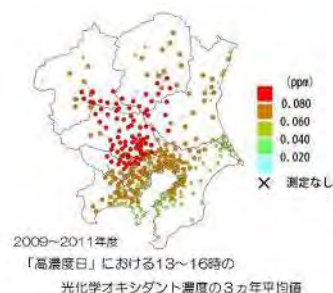 (ppm)
0.080
0.060
0.040
0.020
× 測定なし
2009~2011年度
「高濃度日」における13~16時の
光化学オキシダント濃度の3ヵ年平均値